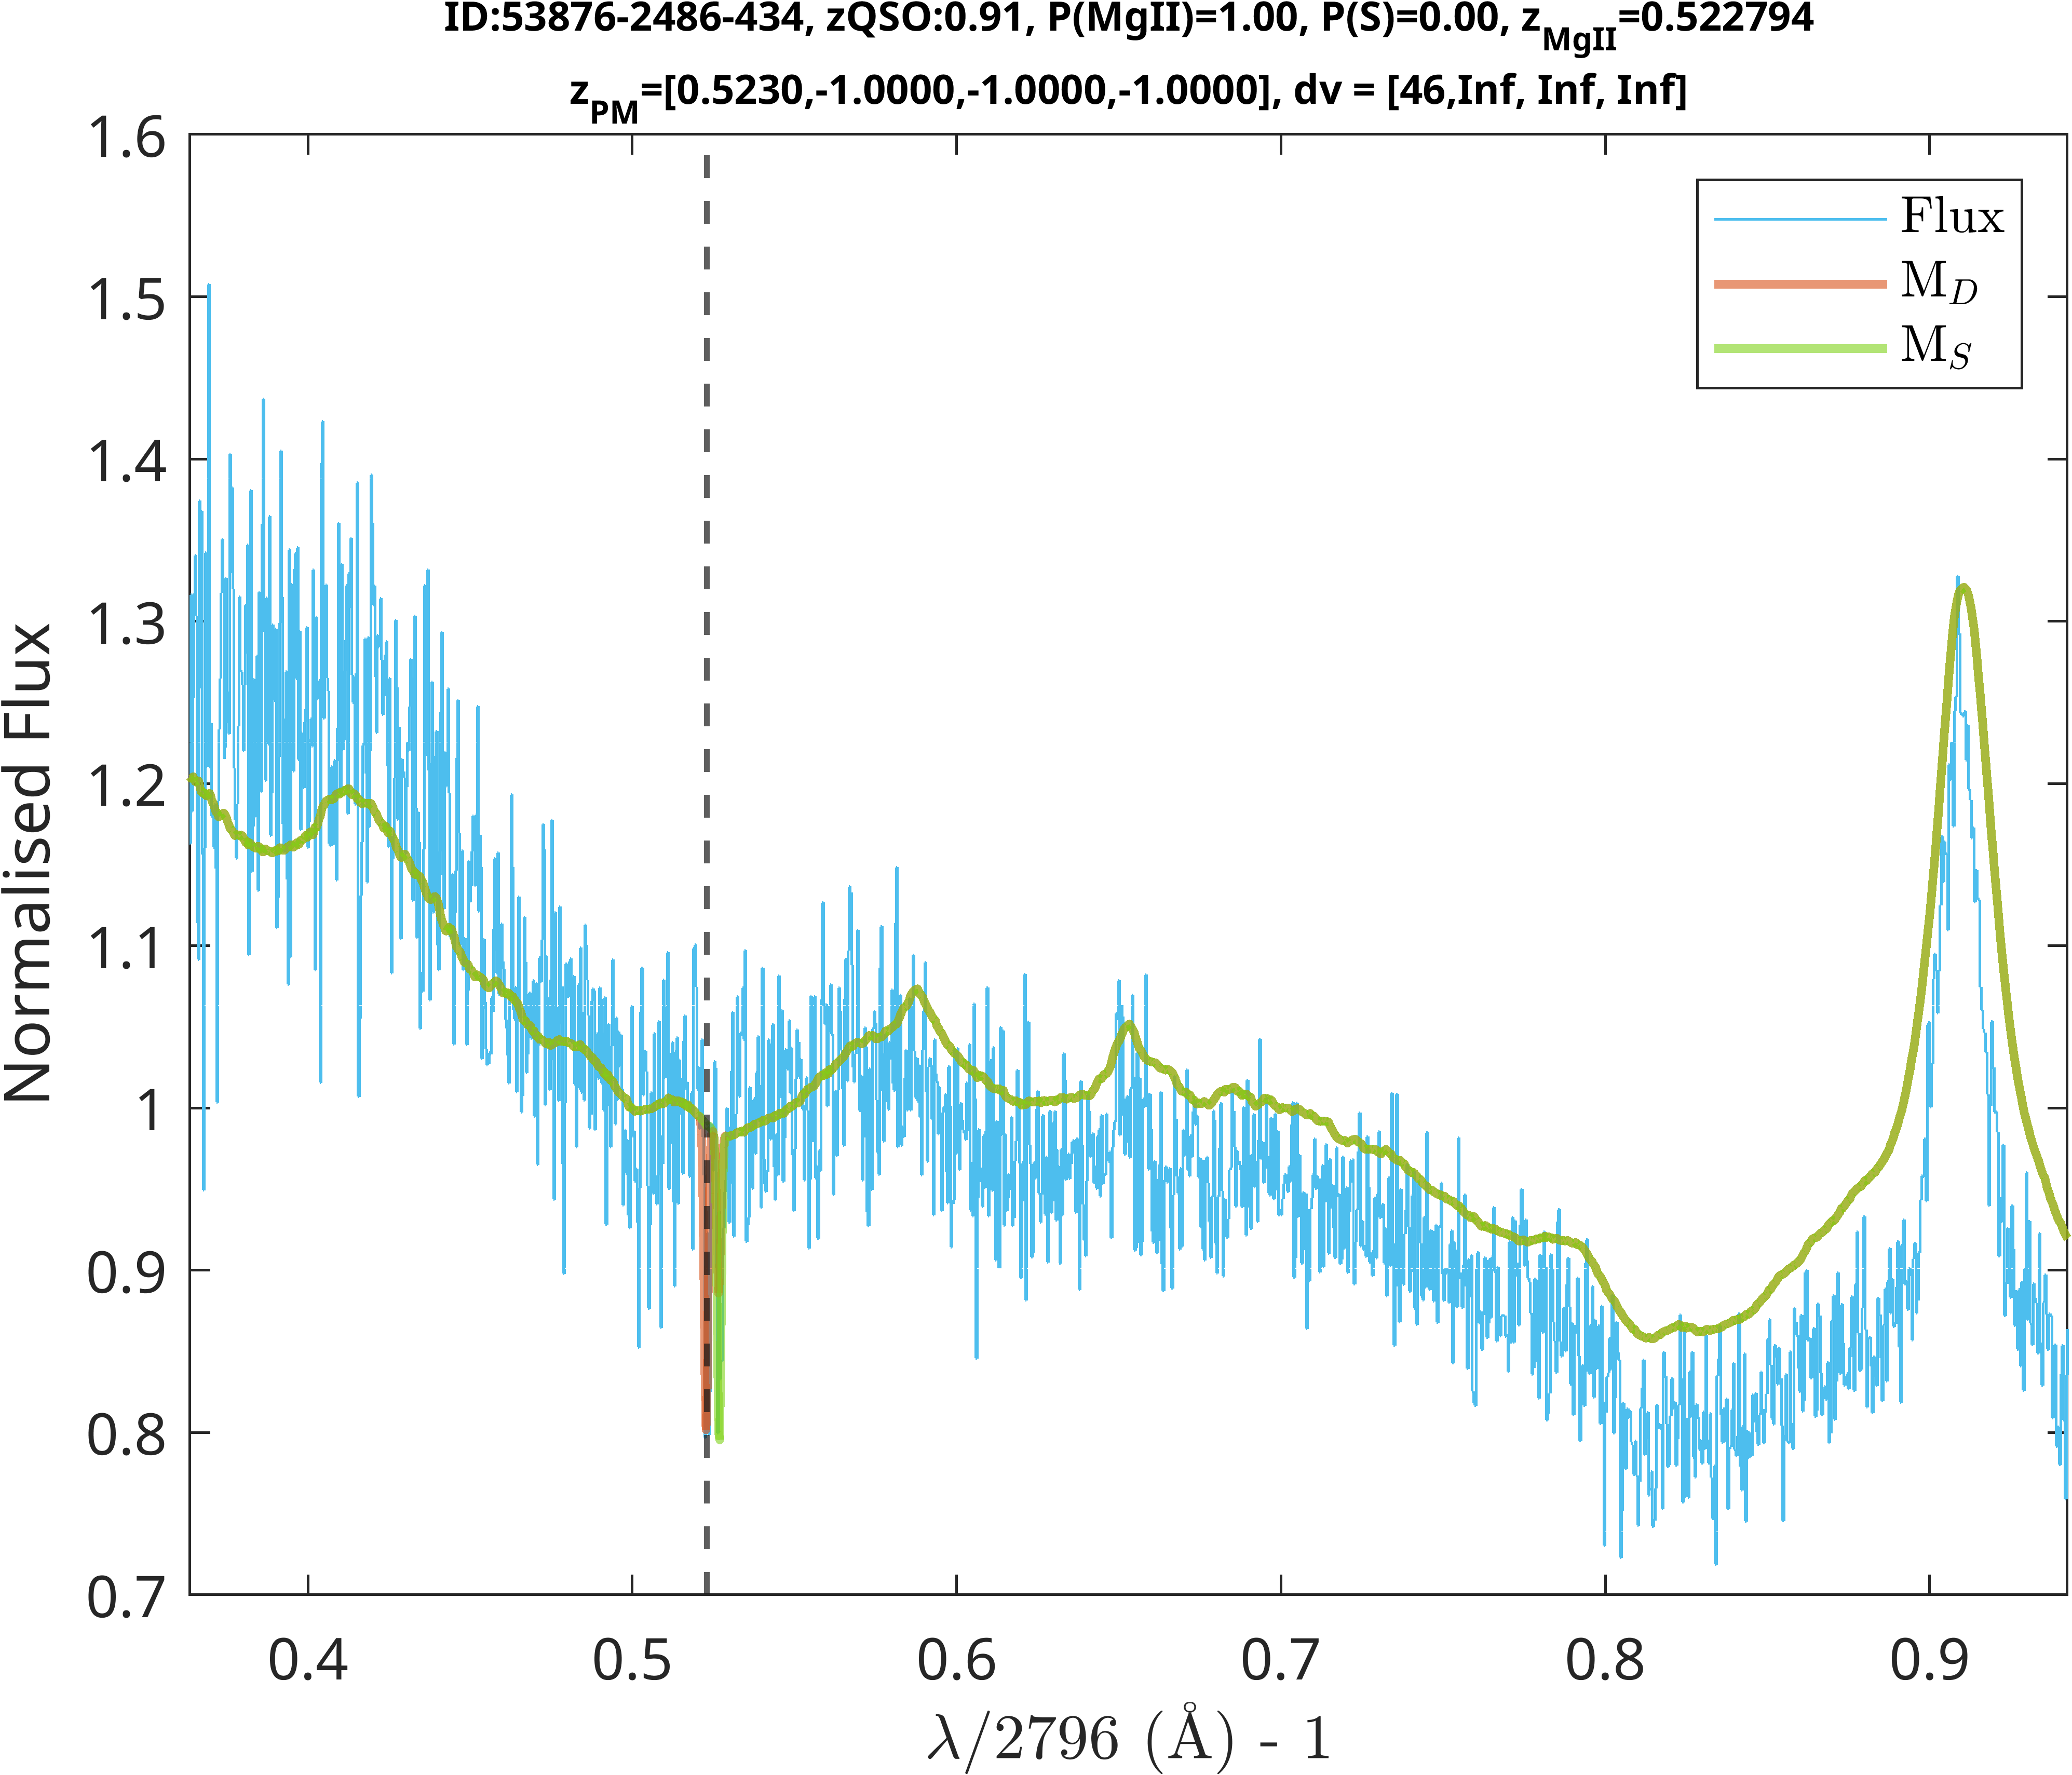 ID:53876-2486-434, zQSO:0.91, P(MgII)=1.00, P(S)=0.00, zMgII=0.522794
zPM=[0.5230,-1.0000,-1.0000,-1.0000], dv = [46,Inf, Inf, Inf]
1.6
1.5
1.4
1.3
1.2
1.1
1
0.9
0.8
0.7
Normalised Flux
Flux
MD
MS
0.4 0.5 0.6 0.7 0.8 0.9
λ/2796 (Å) - 1